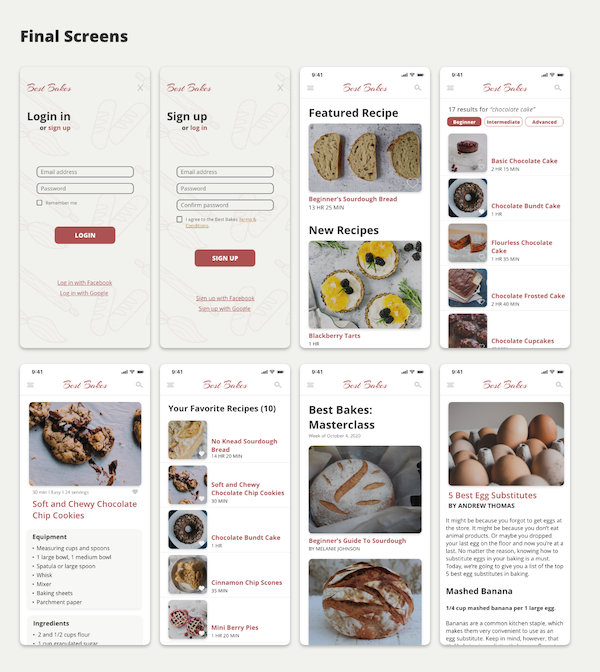 Final Screens
Best Bakes
X
Login in
or sign up
Email address
Password
Remember me
LOGIN
Log in with Facebook
Log in with Google
Best Bakes
X
Sign up
or log in
Email address
Password
Confirm password
I agree to the Best Bakes Terms &
Conditions
SIGN UP
Sign up with Facebook
Sign up with Google
9:41
Best Bakes
Featured Recipe
Beginner's Sourdough Bread
13 HR 25 MIN
New Recipes
Blackberry Tarts
1 HR
9:41
Best Bakes
17 results for "chocolate cake"
Beginner
Intermediate
Advanced
Basic Chocolate Cake
2 HR 15 MIN
Chocolate Bundt Cake
1 HR
Flourless Chocolate
Cake
1 HR 35 MIN
Chocolate Frosted Cake
2 HR 40 MIN
Chocolate Cupcakes
9:41
Best Bakes
30 min I Easy I 24 servings
Soft and Chewy Chocolate
Chip Cookies
Equipment
• Measuring cups and spoons
• 1 large bowl, 1 medium bowl
• Spatula or large spoon
• Whisk
• Mixer
• Baking sheets
• Parchment paper
Ingredients
• 2 and 1/2 cups flour
• 1 cup granulated sugar
9:41
Best Bakes
Your Favorite Recipes (10)
No Knead Sourdough
Bread
14 HR 20 MIN
Soft and Chewy
Chocolate Chip Cookies
30 MIN
Chocolate Bundt Cake
1 HR
Cinnamon Chip Scones
35 MIN
Mini Berry Pies
1 HR 20 MIN
9:41
Best Bakes
Best Bakes:
Masterclass
Week of October 4, 2020
Beginner's Guide To Sourdough
BY MELANIE JOHNSON
9:41
Best Bakes
5 Best Egg Substitutes
BY ANDREW THOMAS
It might be because you forgot to get eggs at
the store. It might be because you don't eat
animal products. Or maybe you dropped
your last egg on the floor and now you're at a
loss. No matter the reason, knowing how to
substitute eggs in your baking is a must.
Today, we're going to give you a list of the top
5 best egg substitutes in baking.
Mashed Banana
1/4 cup mashed banana per 1 large egg.
Bananas are a common kitchen staple, which
makes them very convenient to use as an
egg substitute. Keep in mind, however, that